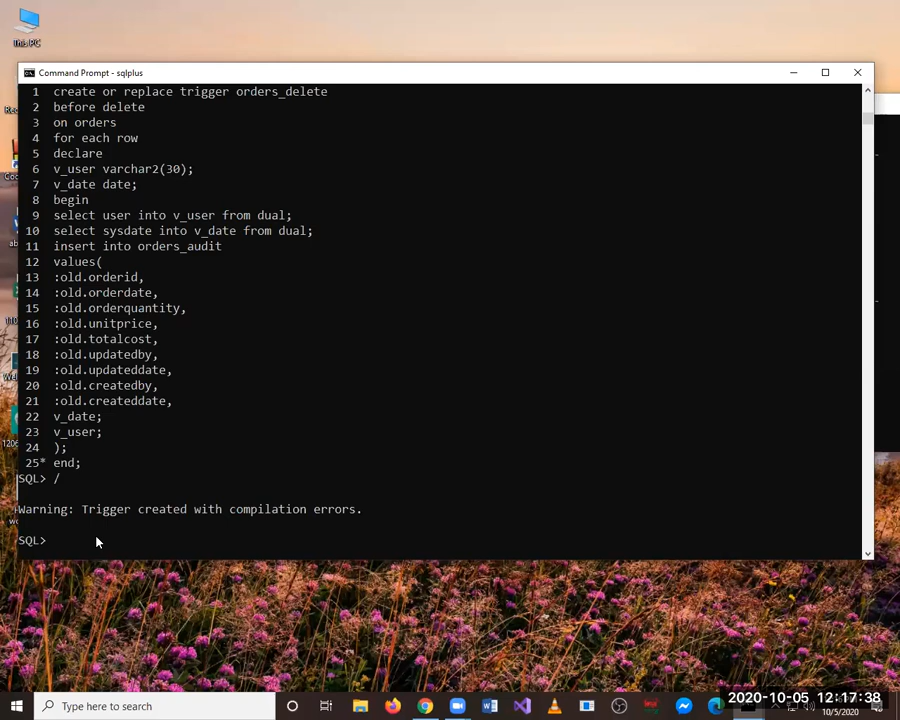 This PC
Command Prompt - sqlplus
1 create or replace trigger orders_delete
2 before delete
3 on orders
4 for each row
5 declare
6 v_user varchar2(30);
7 v_date date;
8 begin
9 select user into v_user from dual;
10 select sysdate into v_date from dual;
11 insert into orders_audit
12 values(
13 :old.orderid,
14 :old.orderdate,
15 :old.orderquantity,
16 :old.unitprice,
17 :old.totalcost,
18 :old.updatedby,
19 :old.updateddate,
20 :old.createdby,
21 :old.createddate,
22 v_date;
23 v_user;
24 );
25* end;
SQL> /
Warning: Trigger created with compilation errors.
SQL>
Type here to search
2020-10-05 12:17:38
10/5/2020